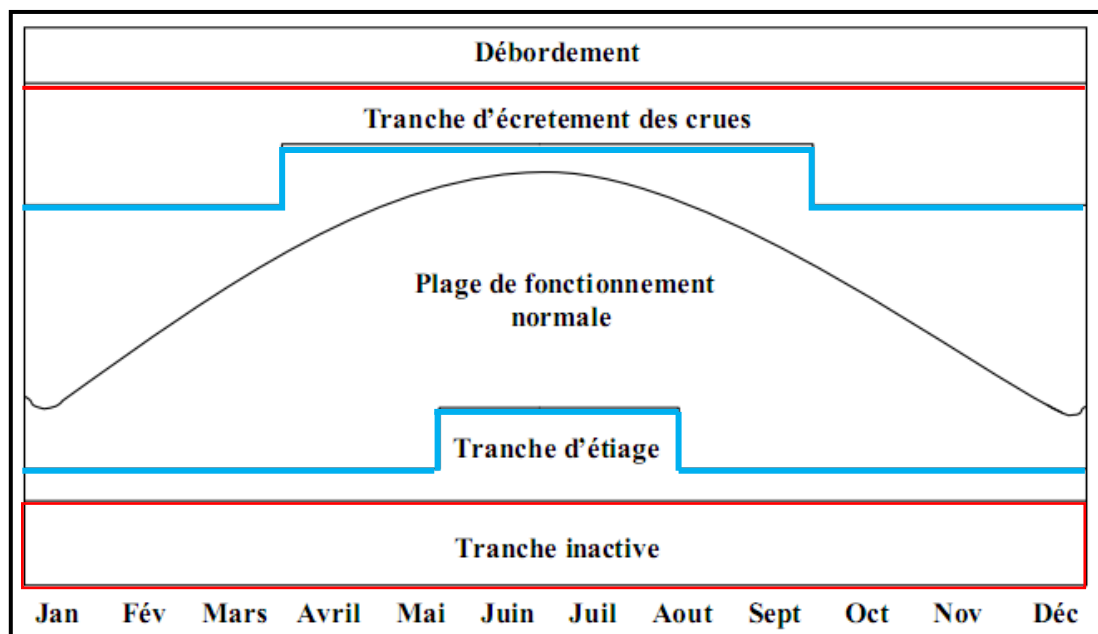 Débordement
Tranche d'écretement des crues
Plage de fonctionnement
normale
Tranche d'étiage
Tranche inactive
Jan Fév Mars Avril Mai Juin Juil Aout Sept Oct Nov Déc